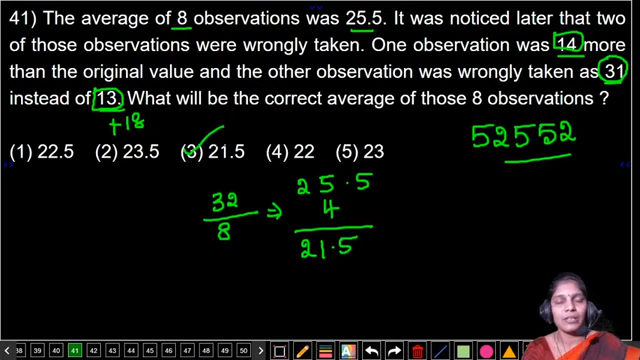 41) The average of 8 observations was 25.5. It was noticed later that two
of those observations were wrongly taken. One observation was 14 more
than the original value and the other observation was wrongly taken as 31
instead of 13. What will be the correct average of those 8 observations ?
+18
52552
(1) 22.5 (2) 23.5 (3) 21.5 (4) 22 (5) 23
32
8
⇒
25.5
4
21.5
38 39 40 41 42 43 44 45 46 47 48 49 50